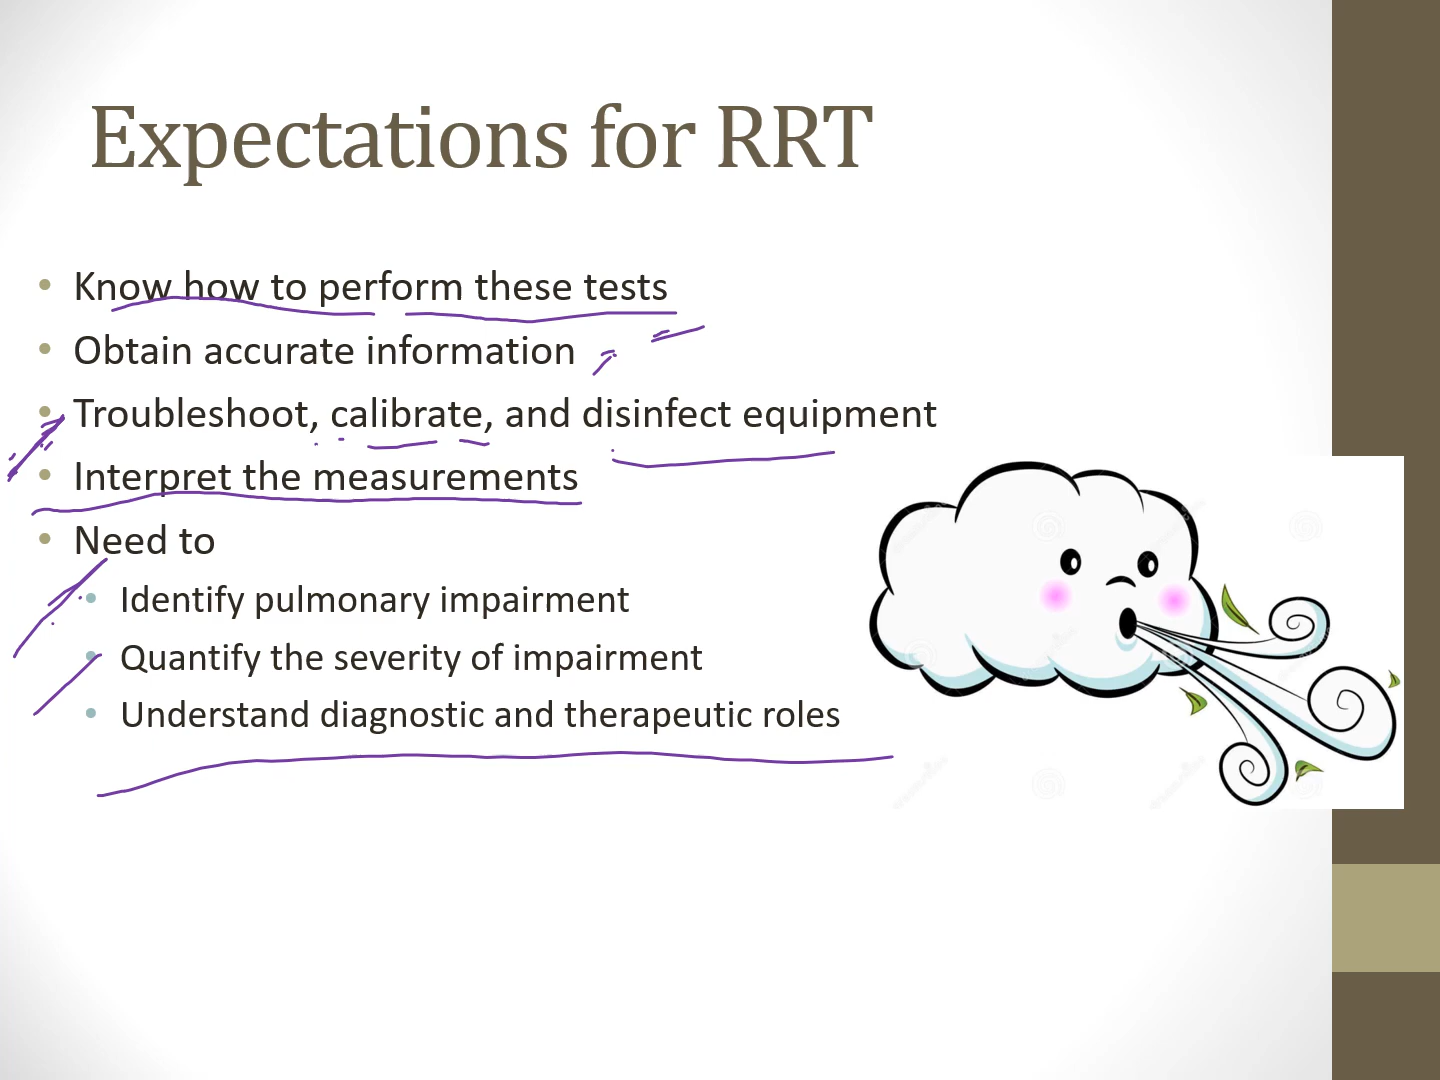 Expectations for RRT
• Know how to perform these tests
• Obtain accurate information
• Troubleshoot, calibrate, and disinfect equipment
• Interpret the measurements
• Need to
• Identify pulmonary impairment
• Quantify the severity of impairment
• Understand diagnostic and therapeutic roles